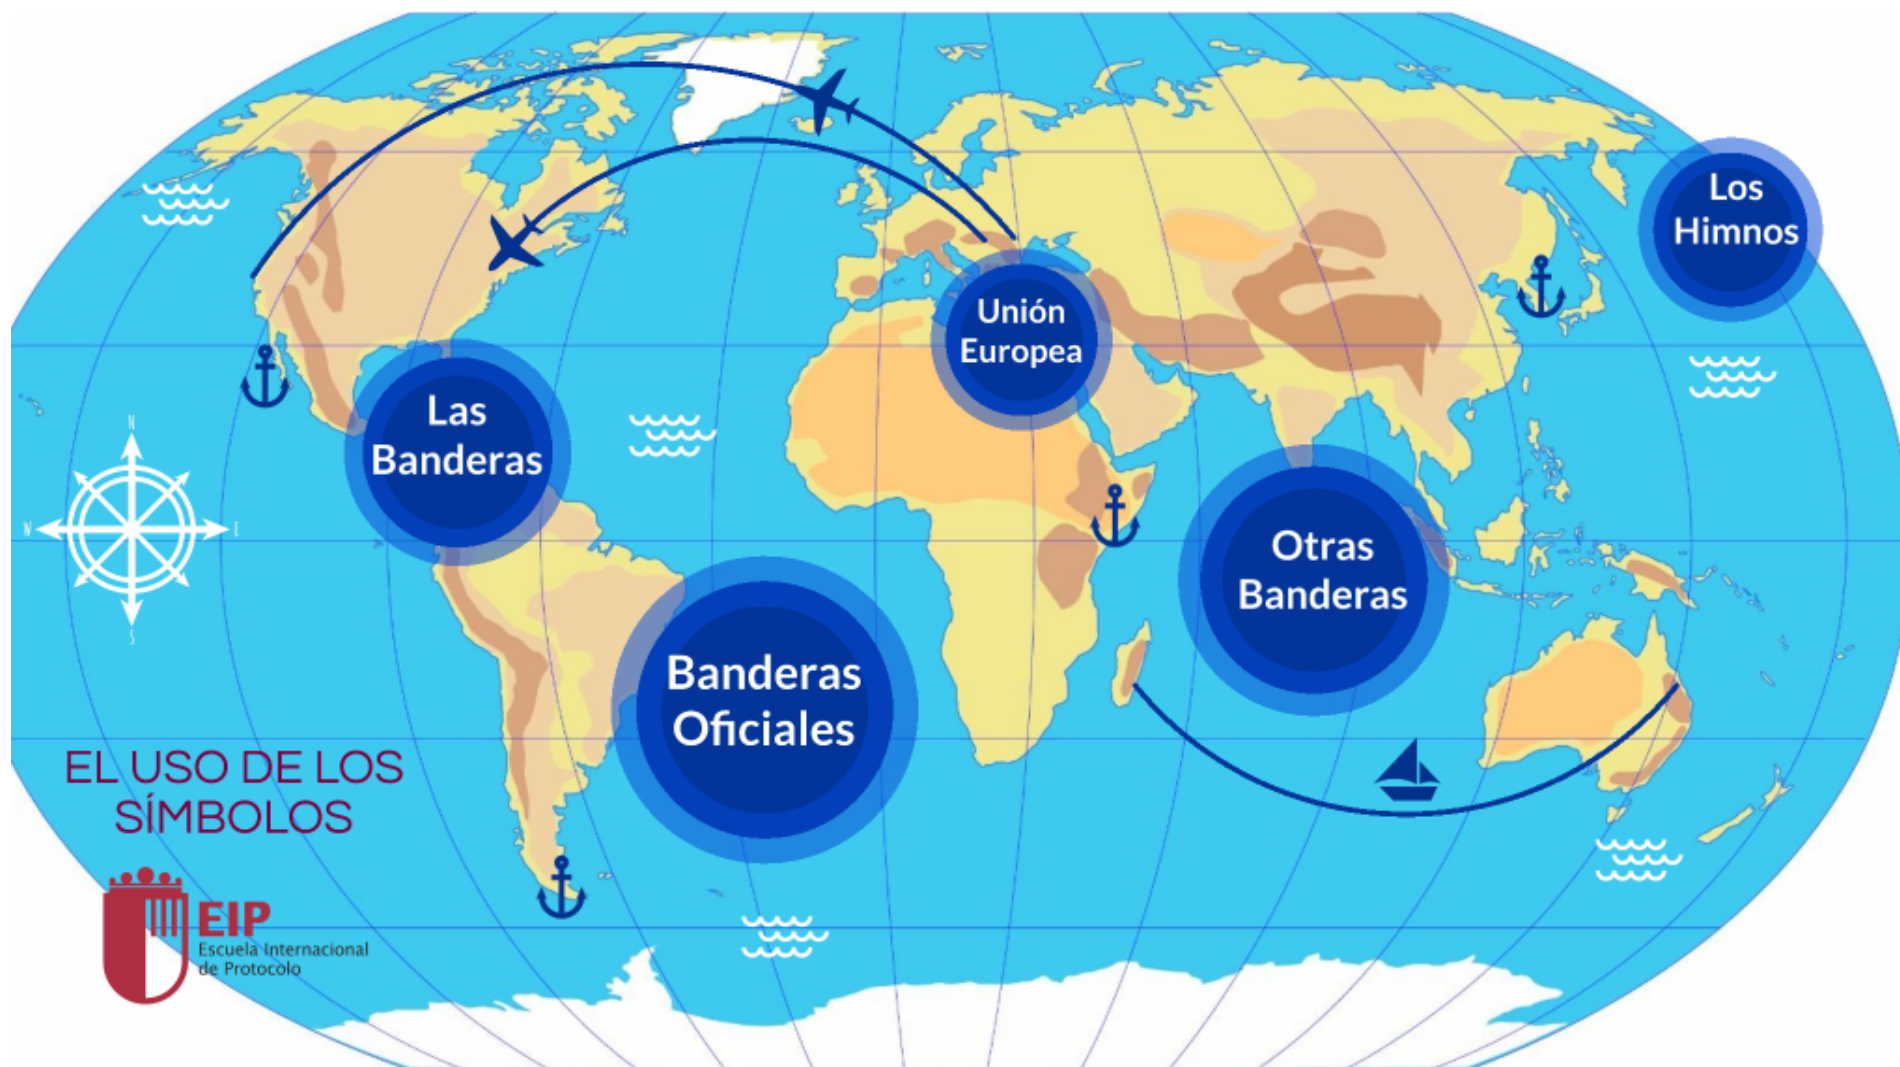 Los
Himnos
Unión
Europea
Las
Banderas
N
W
E
S
Otras
Banderas
Banderas
Oficiales
EL USO DE LOS
SÍMBOLOS
EIP
Escuela Internacional
de Protocolo